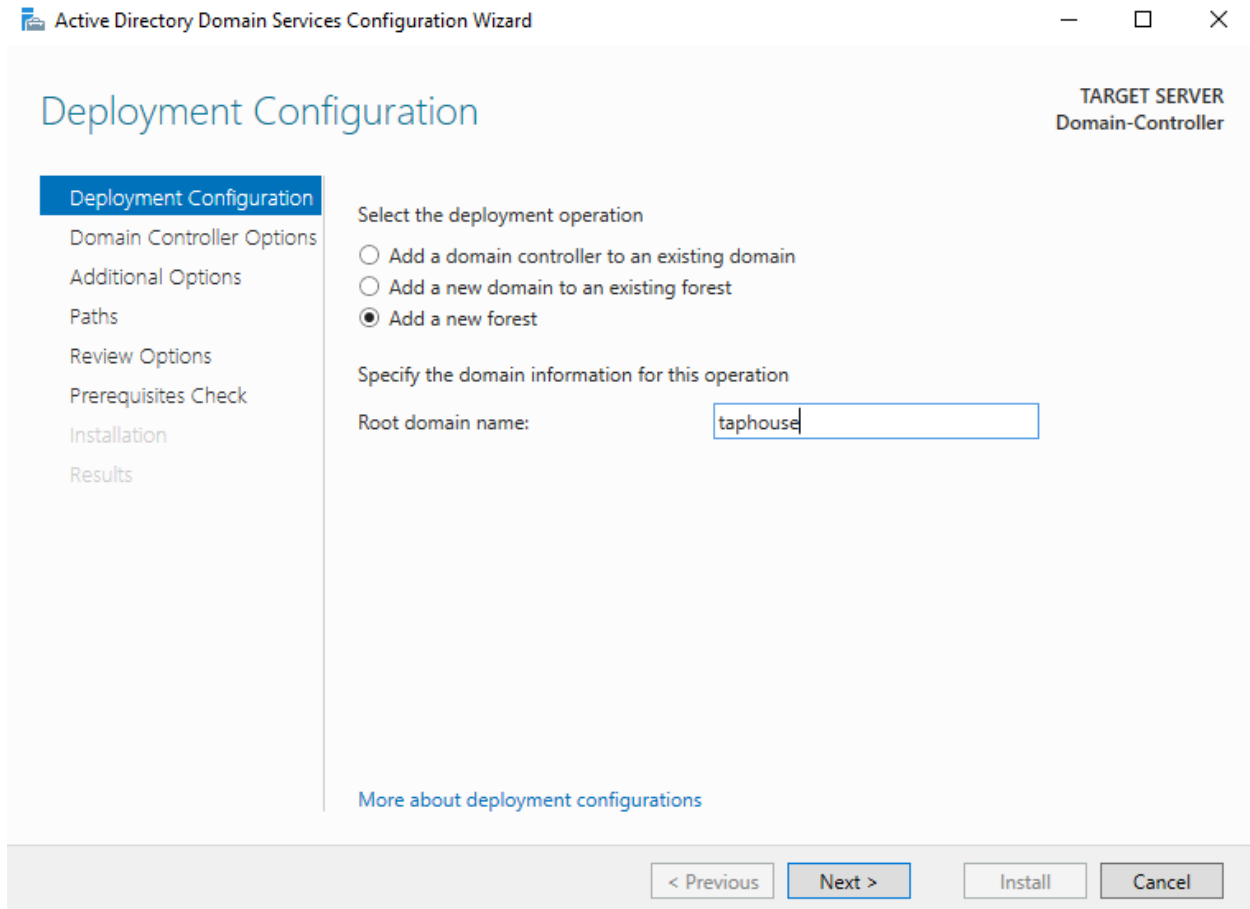 Active Directory Domain Services Configuration Wizard
Deployment Configuration
TARGET SERVER
Domain-Controller
Deployment Configuration
Domain Controller Options
Additional Options
Paths
Review Options
Prerequisites Check
Installation
Results
Select the deployment operation
Add a domain controller to an existing domain
Add a new domain to an existing forest
Add a new forest
Specify the domain information for this operation
Root domain name: taphouse
More about deployment configurations
< Previous Next > Install Cancel